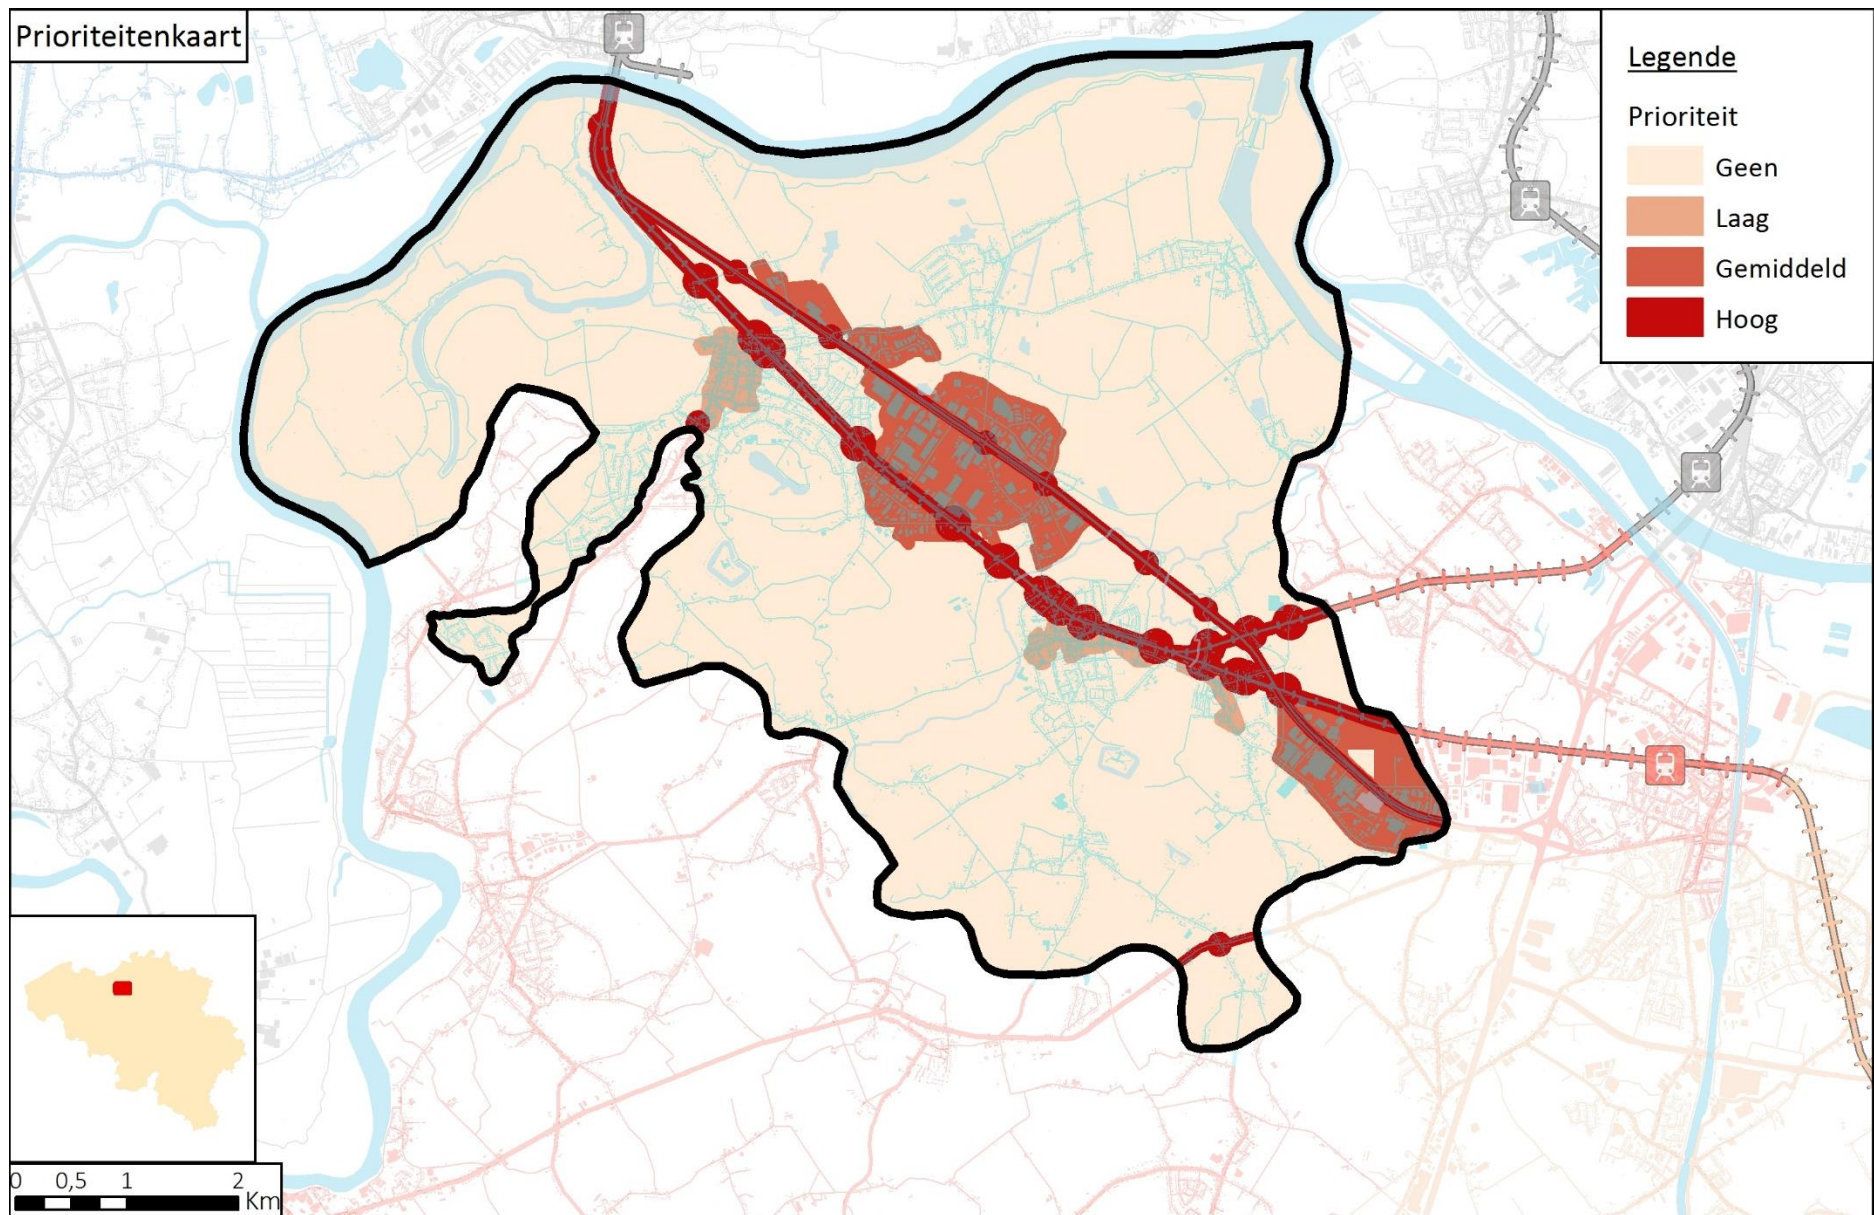 Prioriteitenkaart
Legende
Prioriteit
Geen
Laag
Gemiddeld
Hoog
0 0,5 1 2
Km